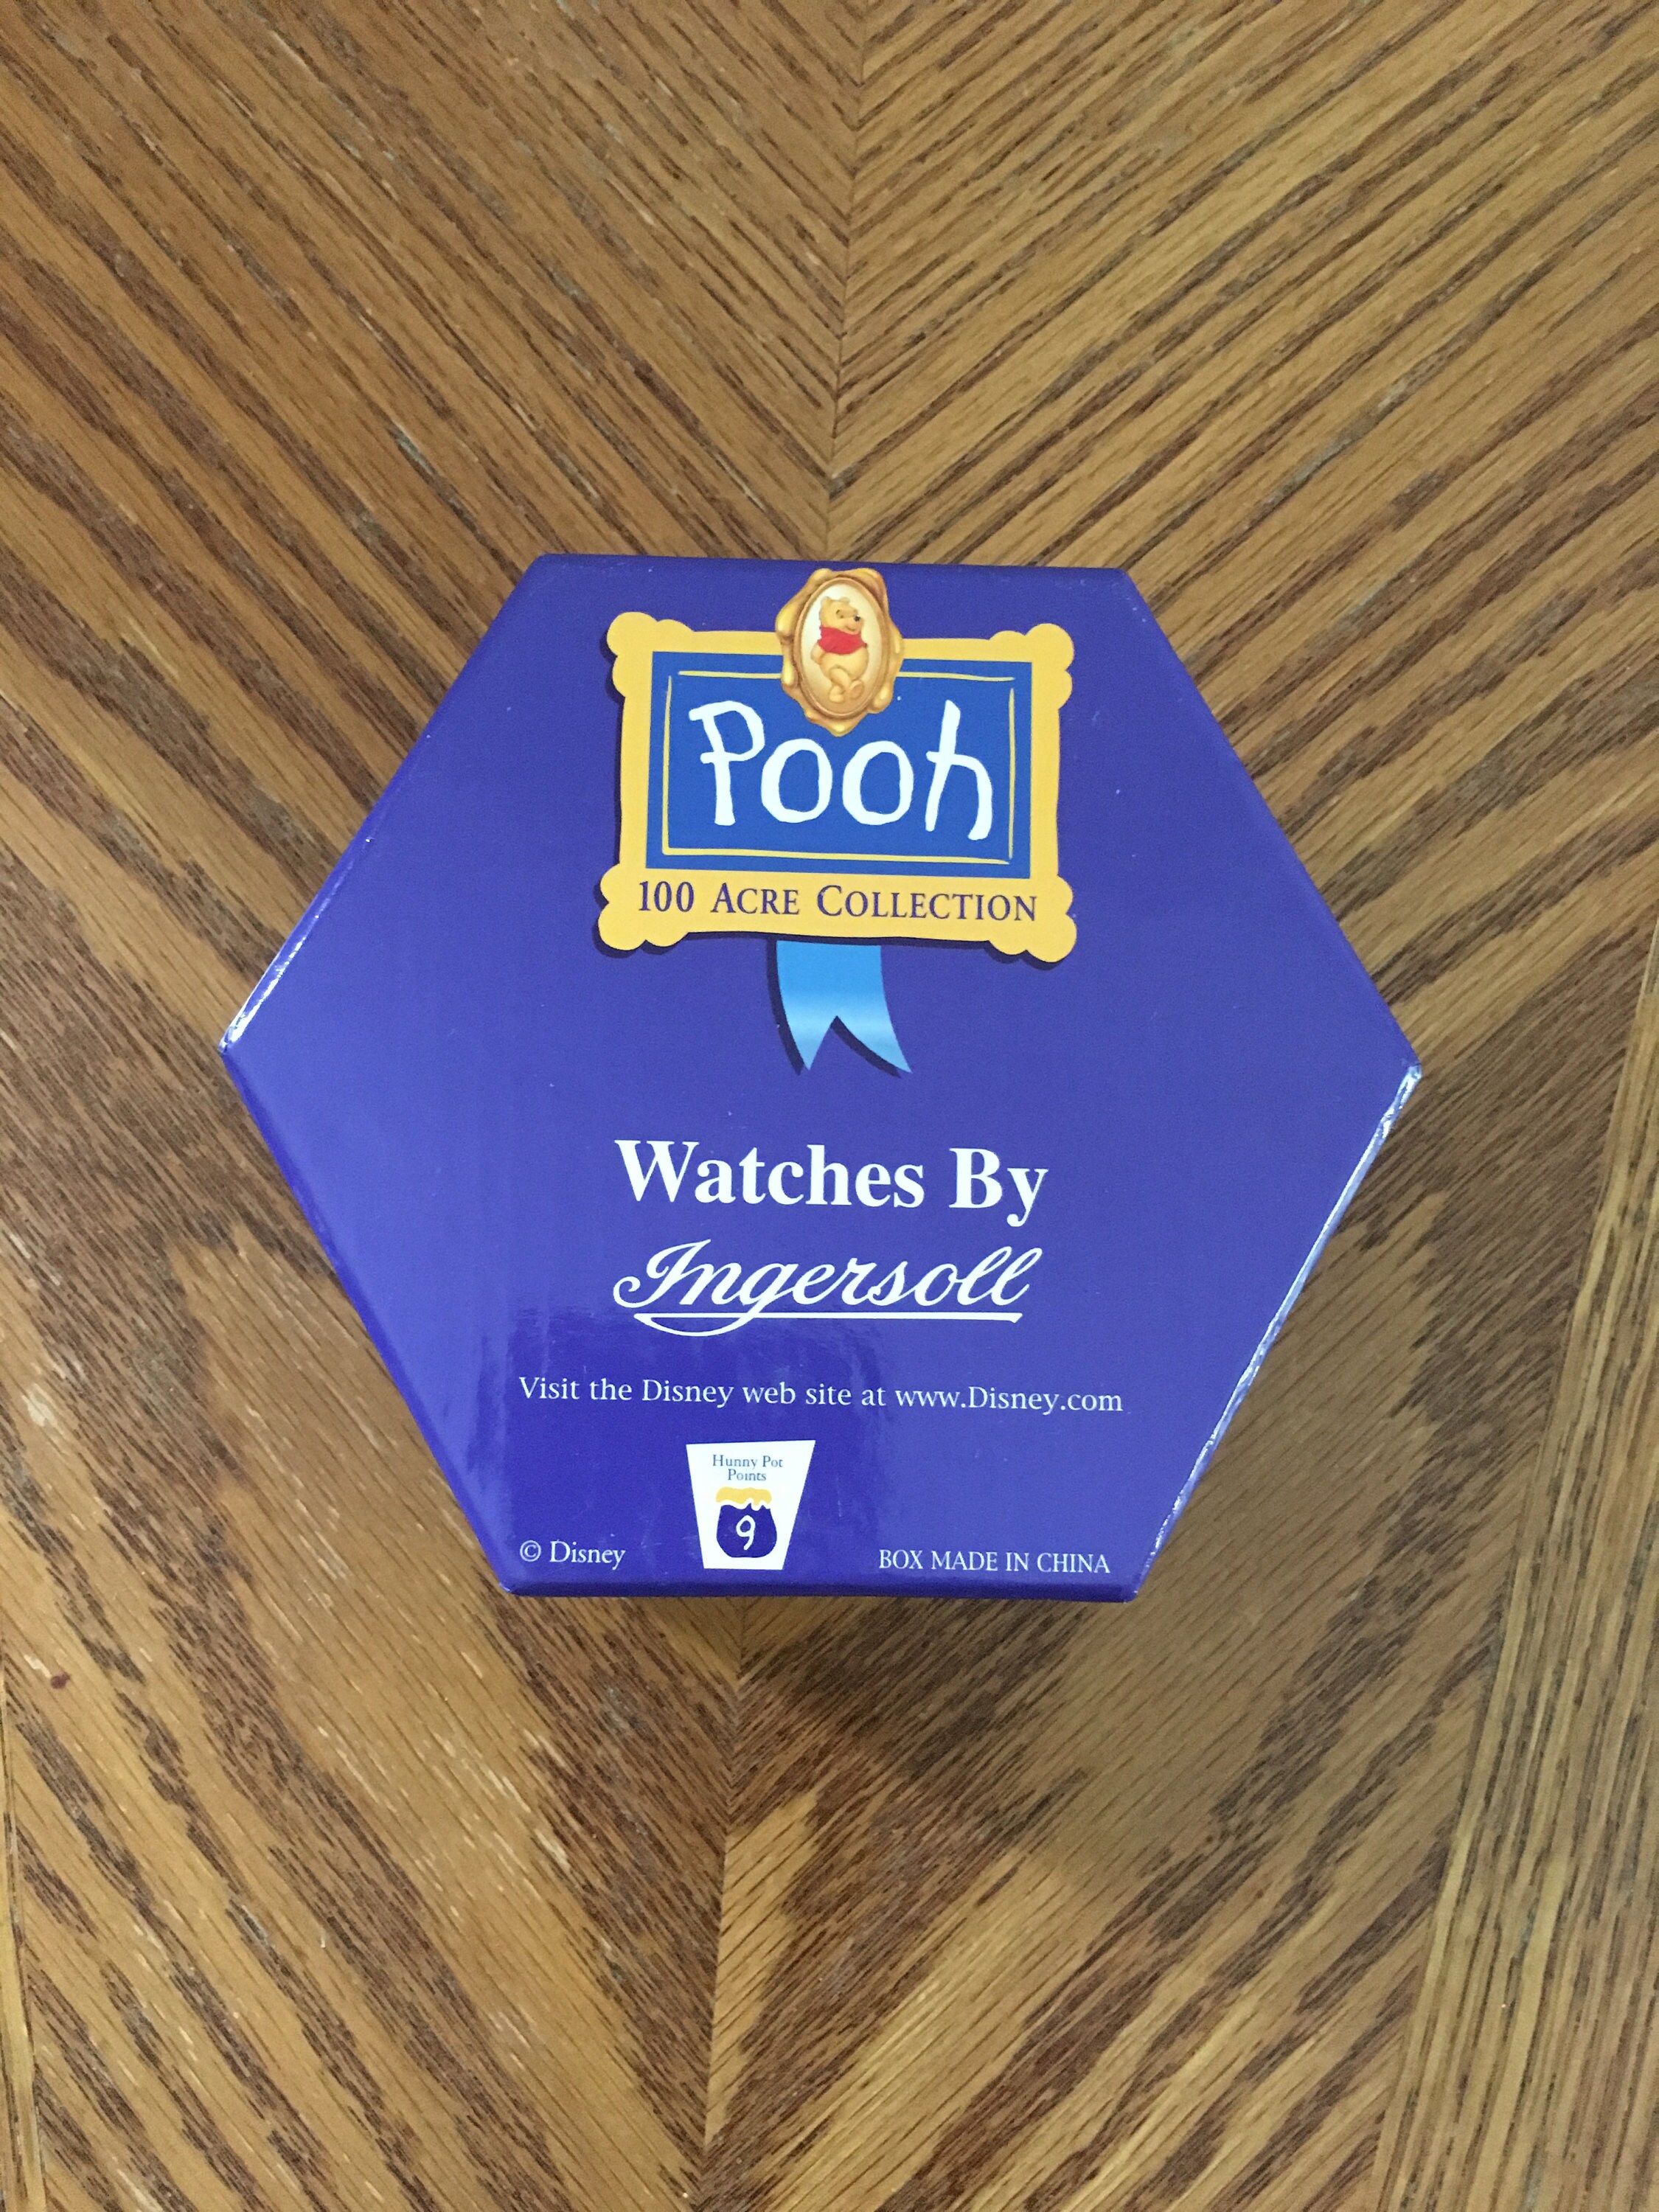 Pooh
100 ACRE COLLECTION
Watches By
Ingersoll
Visit the Disney web site at www.Disney.com
Hunny Pot
Points
9
© Disney
BOX MADE IN CHINA